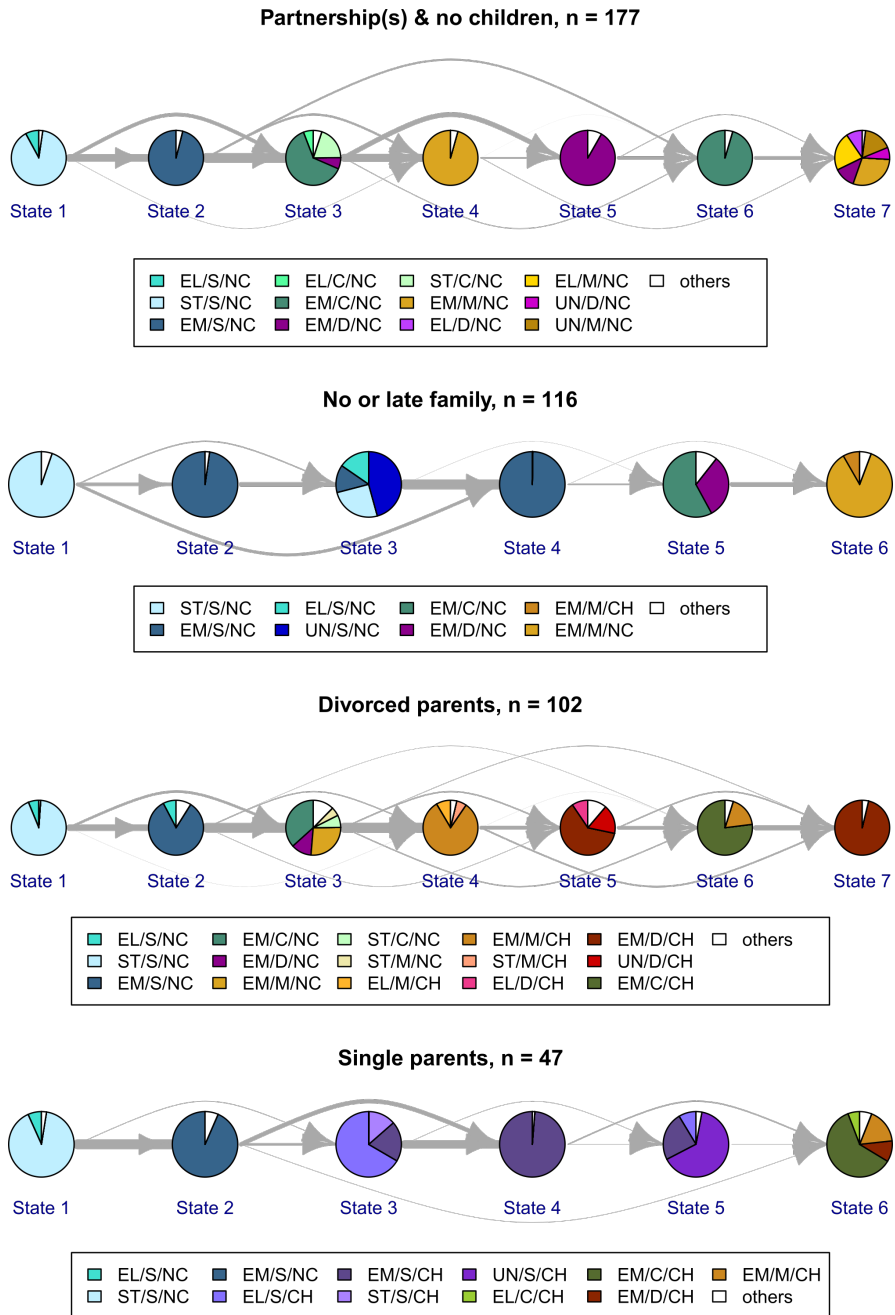 Partnership(s) & no children, n = 177
State 1 State 2 State 3 State 4 State 5 State 6 State 7
EL/S/NC EL/C/NC ST/C/NC EL/M/NC others
ST/S/NC EM/C/NC EM/M/NC UN/D/NC
EM/S/NC EM/D/NC EL/D/NC UN/M/NC
No or late family, n = 116
State 1 State 2 State 3 State 4 State 5 State 6
ST/S/NC EL/S/NC EM/C/NC EM/M/CH others
EM/S/NC UN/S/NC EM/D/NC EM/M/NC
Divorced parents, n = 102
State 1 State 2 State 3 State 4 State 5 State 6 State 7
EL/S/NC EM/C/NC ST/C/NC EM/M/CH EM/D/CH others
ST/S/NC EM/D/NC ST/M/NC ST/M/CH UN/D/CH
EM/S/NC EM/M/NC EL/M/CH EL/D/CH EM/C/CH
Single parents, n = 47
State 1 State 2 State 3 State 4 State 5 State 6
EL/S/NC EM/S/NC EM/S/CH UN/S/CH EM/C/CH EM/M/CH
ST/S/NC EL/S/CH ST/S/CH EL/C/CH EM/D/CH others